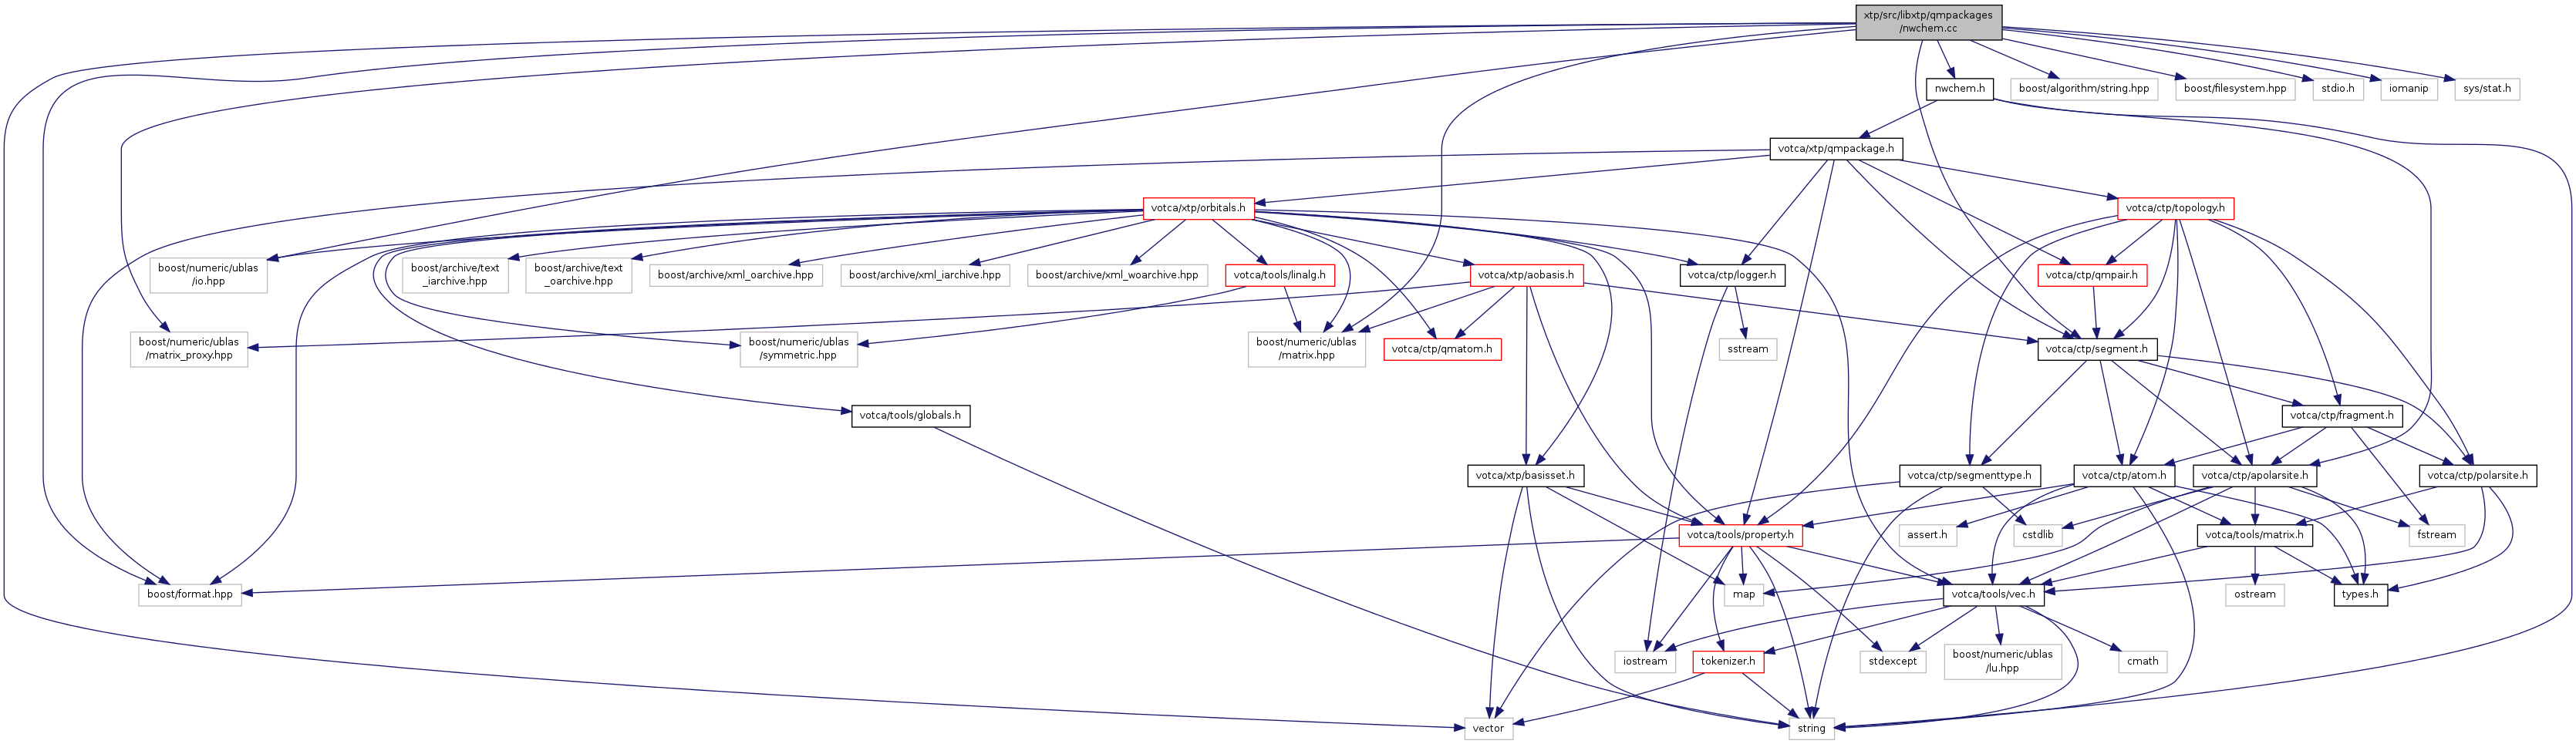 xtp/src/libxtp/qmpackages
/nwchem.cc
nwchem.h
boost/algorithm/string.hpp
boost/filesystem.hpp
stdio.h
iomanip
sys/stat.h
votca/xtp/qmpackage.h
votca/xtp/orbitals.h
votca/ctp/topology.h
boost/numeric/ublas
/io.hpp
boost/archive/text
_iarchive.hpp
boost/archive/text
_oarchive.hpp
boost/archive/xml_oarchive.hpp
boost/archive/xml_iarchive.hpp
boost/archive/xml_woarchive.hpp
votca/tools/linalg.h
votca/xtp/aobasis.h
votca/ctp/logger.h
votca/ctp/qmpair.h
boost/numeric/ublas
/matrix_proxy.hpp
boost/numeric/ublas
/symmetric.hpp
boost/numeric/ublas
/matrix.hpp
votca/ctp/qmatom.h
sstream
votca/ctp/segment.h
votca/tools/globals.h
votca/ctp/fragment.h
votca/xtp/basisset.h
votca/ctp/segmenttype.h
votca/ctp/atom.h
votca/ctp/apolarsite.h
votca/ctp/polarsite.h
votca/tools/property.h
assert.h
cstdlib
votca/tools/matrix.h
fstream
boost/format.hpp
map
votca/tools/vec.h
ostream
types.h
iostream
tokenizer.h
stdexcept
boost/numeric/ublas
/lu.hpp
cmath
vector
string